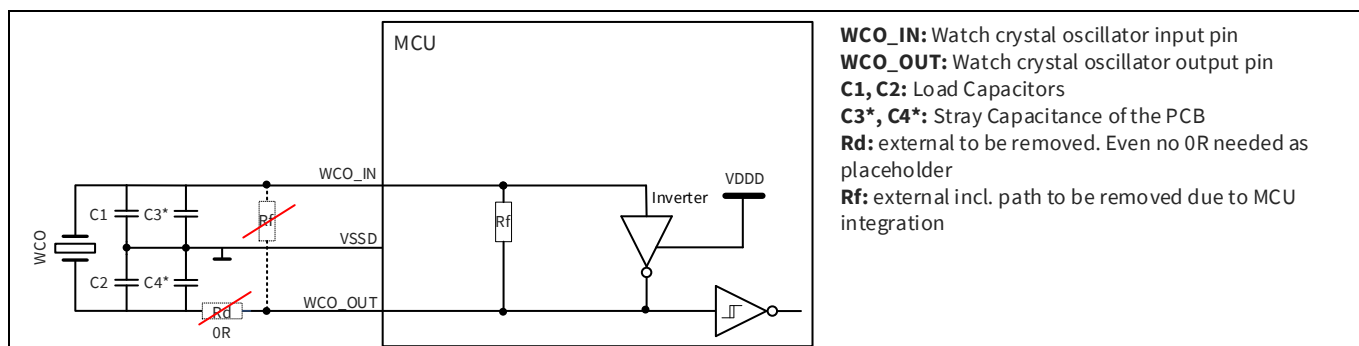 MCU
WCO_IN
VDDD
Inverter
C1
C3*
Rf
Rf
WCO
VSSD
C2
C4*
WCO_OUT
Rd
0R
WCO_IN: Watch crystal oscillator input pin
WCO_OUT: Watch crystal oscillator output pin
C1, C2: Load Capacitors
C3*, C4*: Stray Capacitance of the PCB
Rd: external to be removed. Even no 0R needed as
placeholder
Rf: external incl. path to be removed due to MCU
integration